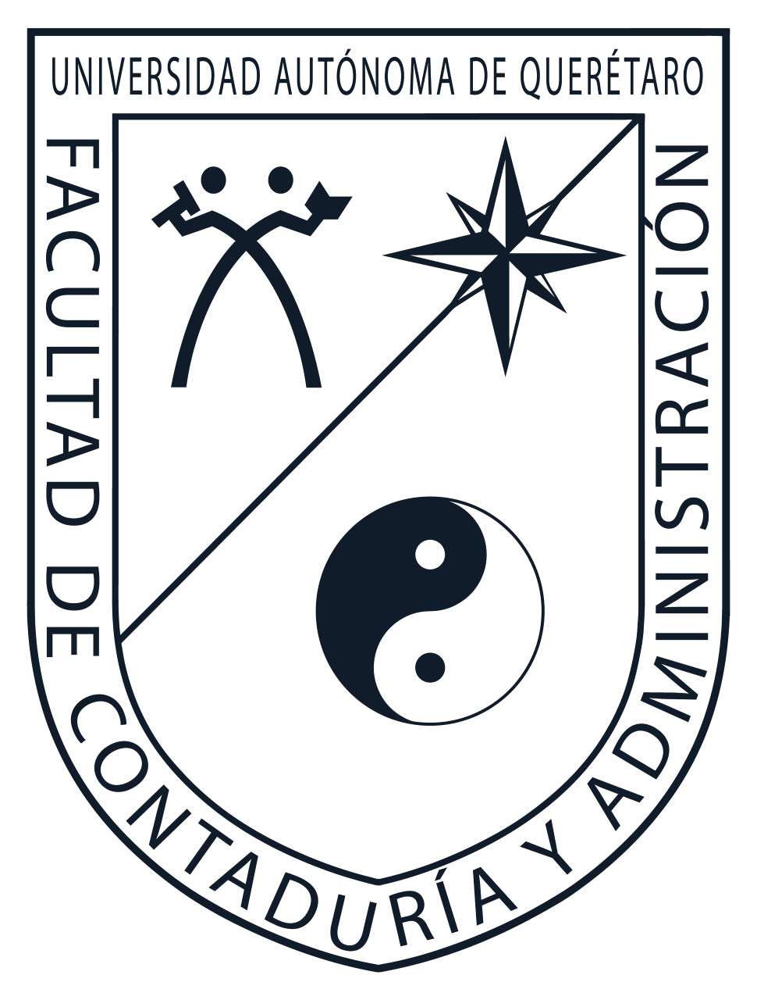 UNIVERSIDAD AUTÓNOMA DE QUERÉTARO
FACULTAD DE CONTADURÍA Y ADMINISTRACIÓN